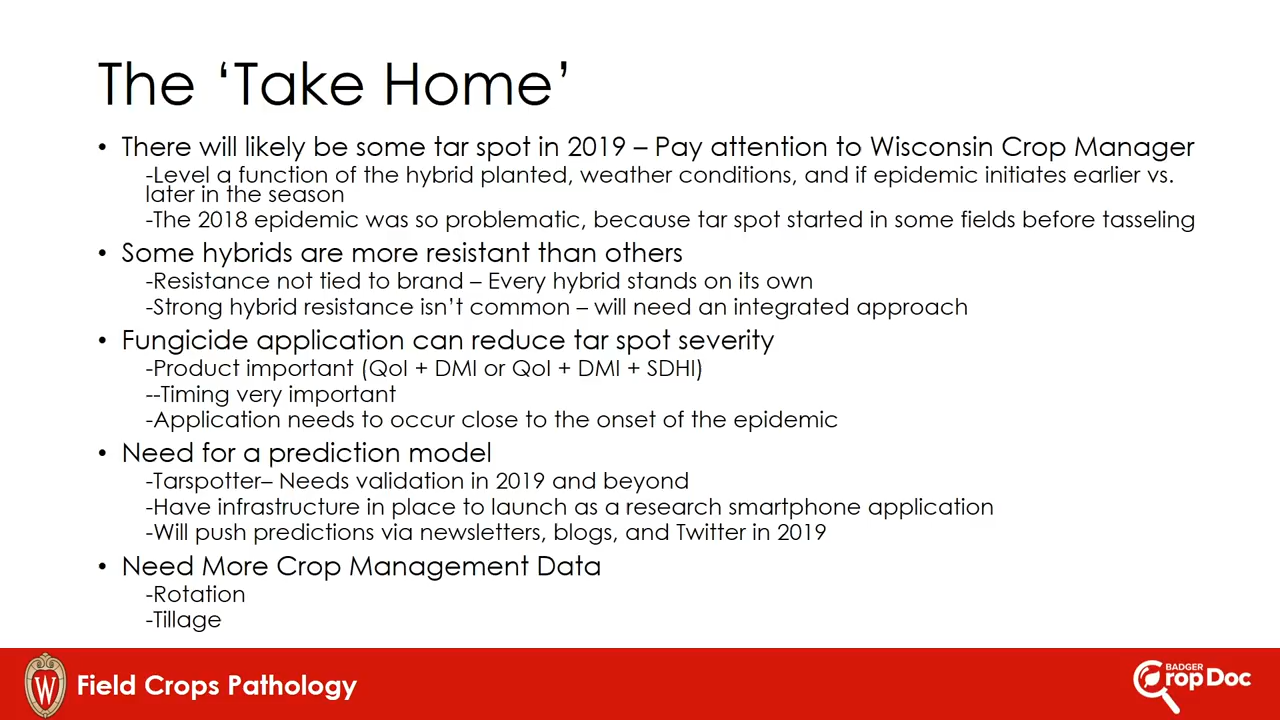 The ‘Take Home’
• There will likely be some tar spot in 2019 – Pay attention to Wisconsin Crop Manager
-Level a function of the hybrid planted, weather conditions, and if epidemic initiates earlier vs.
later in the season
-The 2018 epidemic was so problematic, because tar spot started in some fields before tasseling
• Some hybrids are more resistant than others
-Resistance not tied to brand – Every hybrid stands on its own
-Strong hybrid resistance isn’t common – will need an integrated approach
• Fungicide application can reduce tar spot severity
-Product important (QoI + DMI or QoI + DMI + SDHI)
--Timing very important
-Application needs to occur close to the onset of the epidemic
• Need for a prediction model
-Tarspotter– Needs validation in 2019 and beyond
-Have infrastructure in place to launch as a research smartphone application
-Will push predictions via newsletters, blogs, and Twitter in 2019
• Need More Crop Management Data
-Rotation
-Tillage
W
Field Crops Pathology
BADGER
Crop Doc